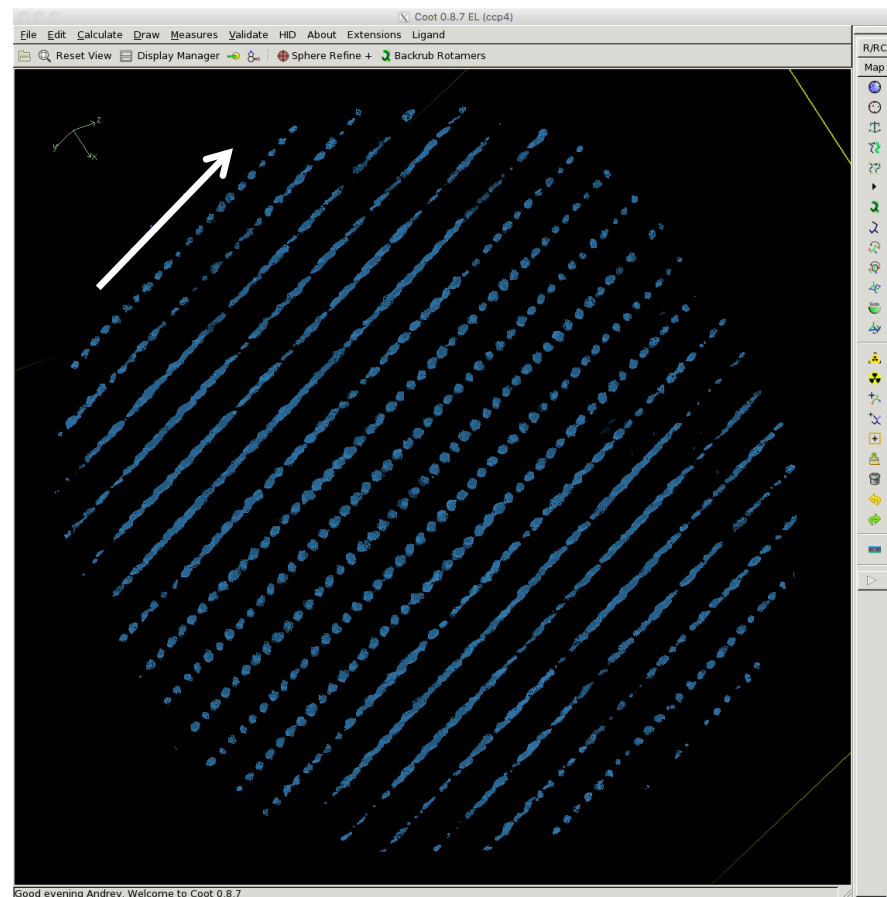 Coot 0.8.7 EL (ccp4)
File Edit Calculate Draw Measures Validate HID About Extensions Ligand
Reset View Display Manager Sphere Refine + Backrub Rotamers
R/RC
Map
z
y
x
Side
Good evening Andrey. Welcome to Coot 0.8.7